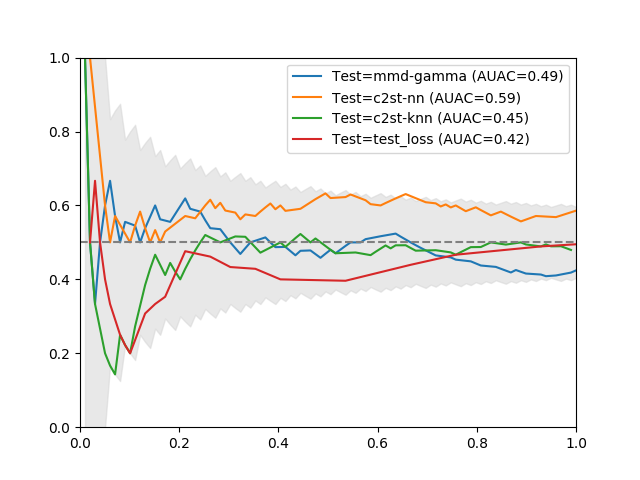 1.0
0.8
0.6
0.4
0.2
0.0
0.0 0.2 0.4 0.6 0.8 1.0
Test=mmd-gamma (AUAC=0.49)
Test=c2st-nn (AUAC=0.59)
Test=c2st-knn (AUAC=0.45)
Test=test_loss (AUAC=0.42)